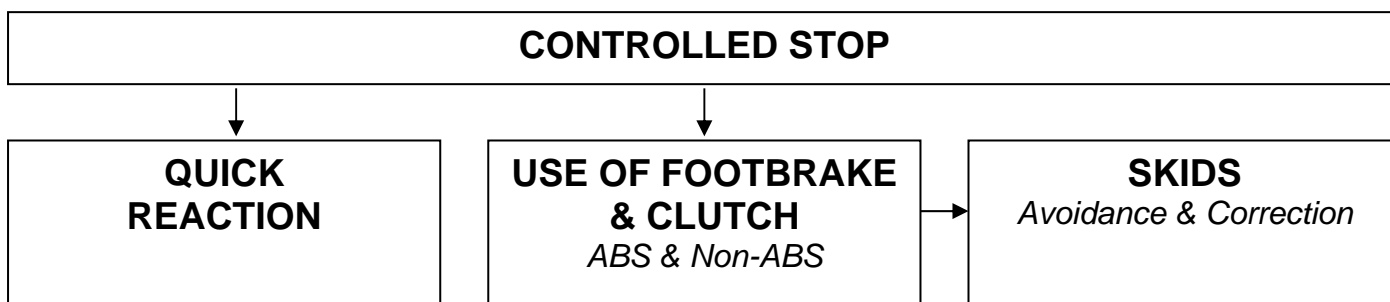 CONTROLLED STOP
QUICK
REACTION
USE OF FOOTBRAKE
& CLUTCH
ABS & Non-ABS
SKIDS
Avoidance & Correction